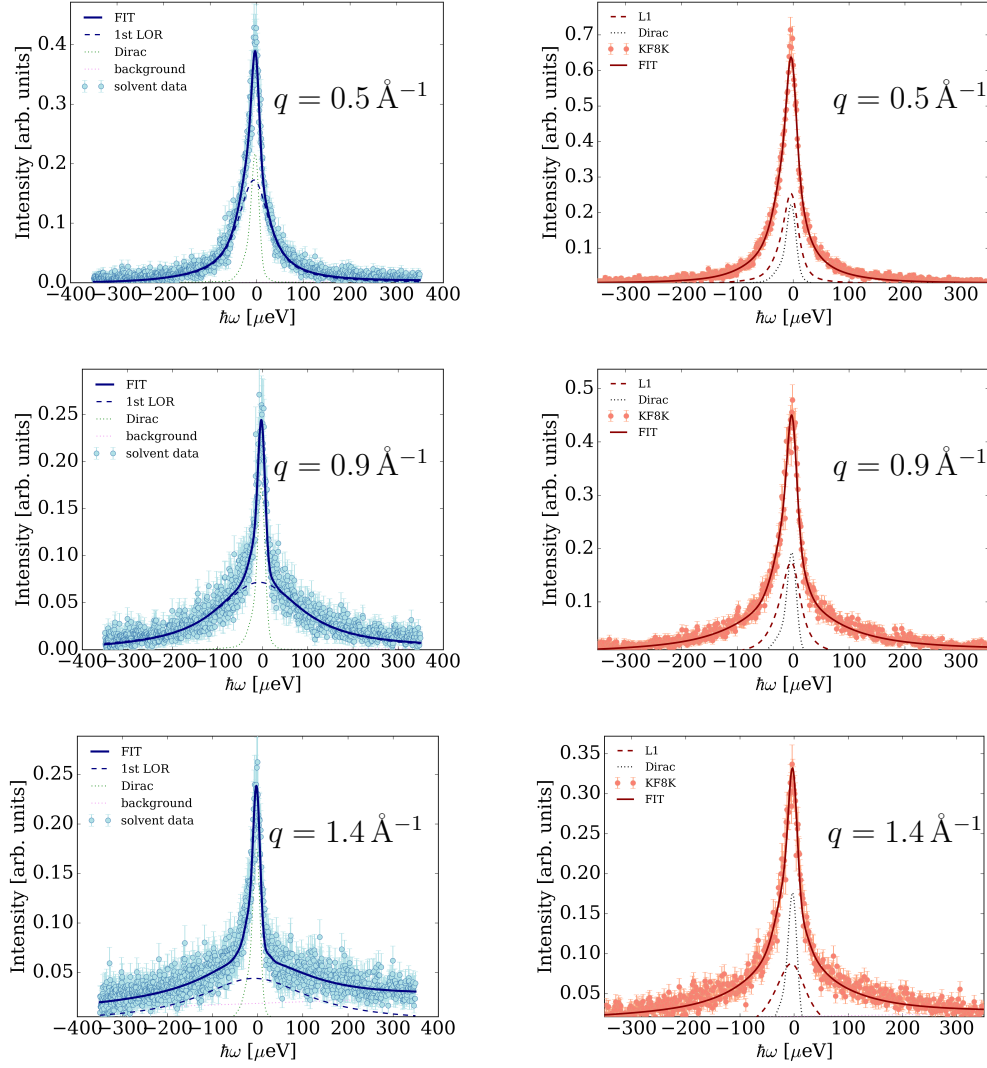 Intensity [arb. units]
0.4
0.3
0.2
0.1
0.0
FIT
1st LOR
Dirac
background
solvent data
q = 0.5 Å⁻¹
−400 −300 −200 −100 0 100 200 300 400
ħω [μeV]
Intensity [arb. units]
0.7
0.6
0.5
0.4
0.3
0.2
0.1
L1
Dirac
KF8K
FIT
q = 0.5 Å⁻¹
−300 −200 −100 0 100 200 300
ħω [μeV]
Intensity [arb. units]
0.25
0.20
0.15
0.10
0.05
0.00
FIT
1st LOR
Dirac
background
solvent data
q = 0.9 Å⁻¹
−400 −300 −200 −100 0 100 200 300 400
ħω [μeV]
Intensity [arb. units]
0.5
0.4
0.3
0.2
0.1
L1
Dirac
KF8K
FIT
q = 0.9 Å⁻¹
−300 −200 −100 0 100 200 300
ħω [μeV]
Intensity [arb. units]
0.25
0.20
0.15
0.10
0.05
FIT
1st LOR
Dirac
background
solvent data
q = 1.4 Å⁻¹
−400 −300 −200 −100 0 100 200 300 400
ħω [μeV]
Intensity [arb. units]
0.35
0.30
0.25
0.20
0.15
0.10
0.05
L1
Dirac
KF8K
FIT
q = 1.4 Å⁻¹
−300 −200 −100 0 100 200 300
ħω [μeV]